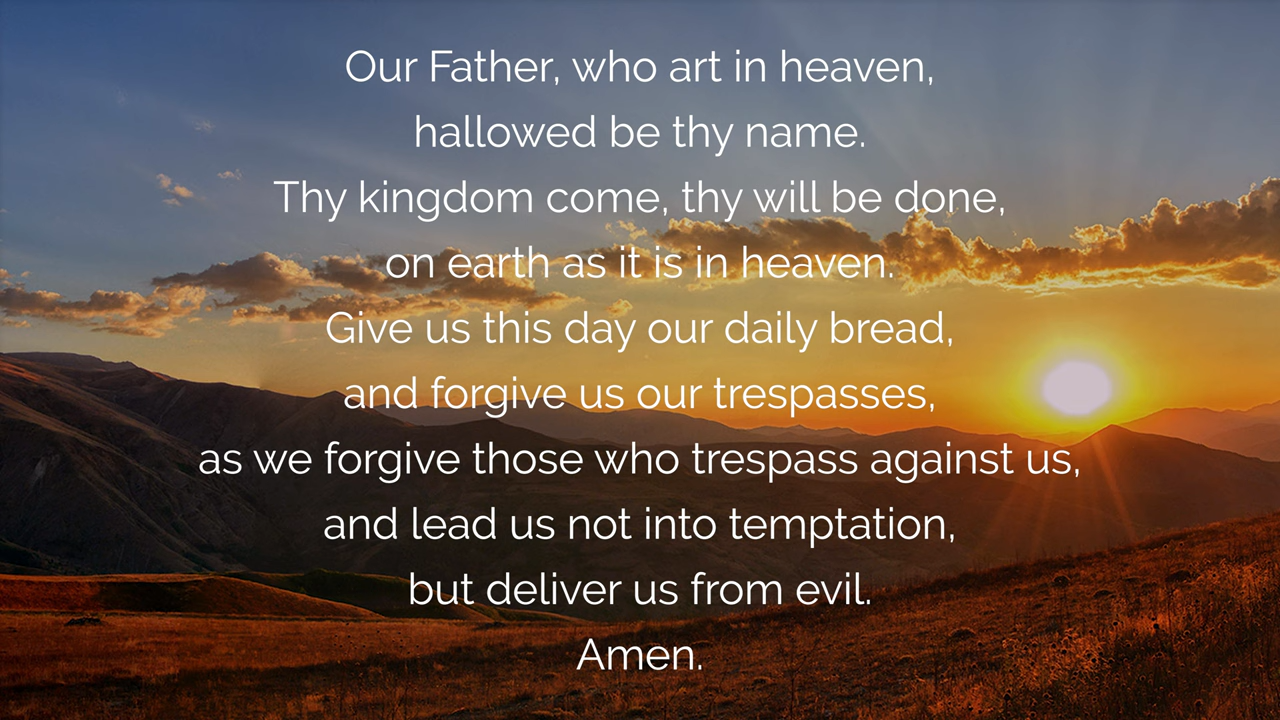 Our Father, who art in heaven,
hallowed be thy name.
Thy kingdom come, thy will be done,
on earth as it is in heaven.
Give us this day our daily bread,
and forgive us our trespasses,
as we forgive those who trespass against us,
and lead us not into temptation,
but deliver us from evil.
Amen.